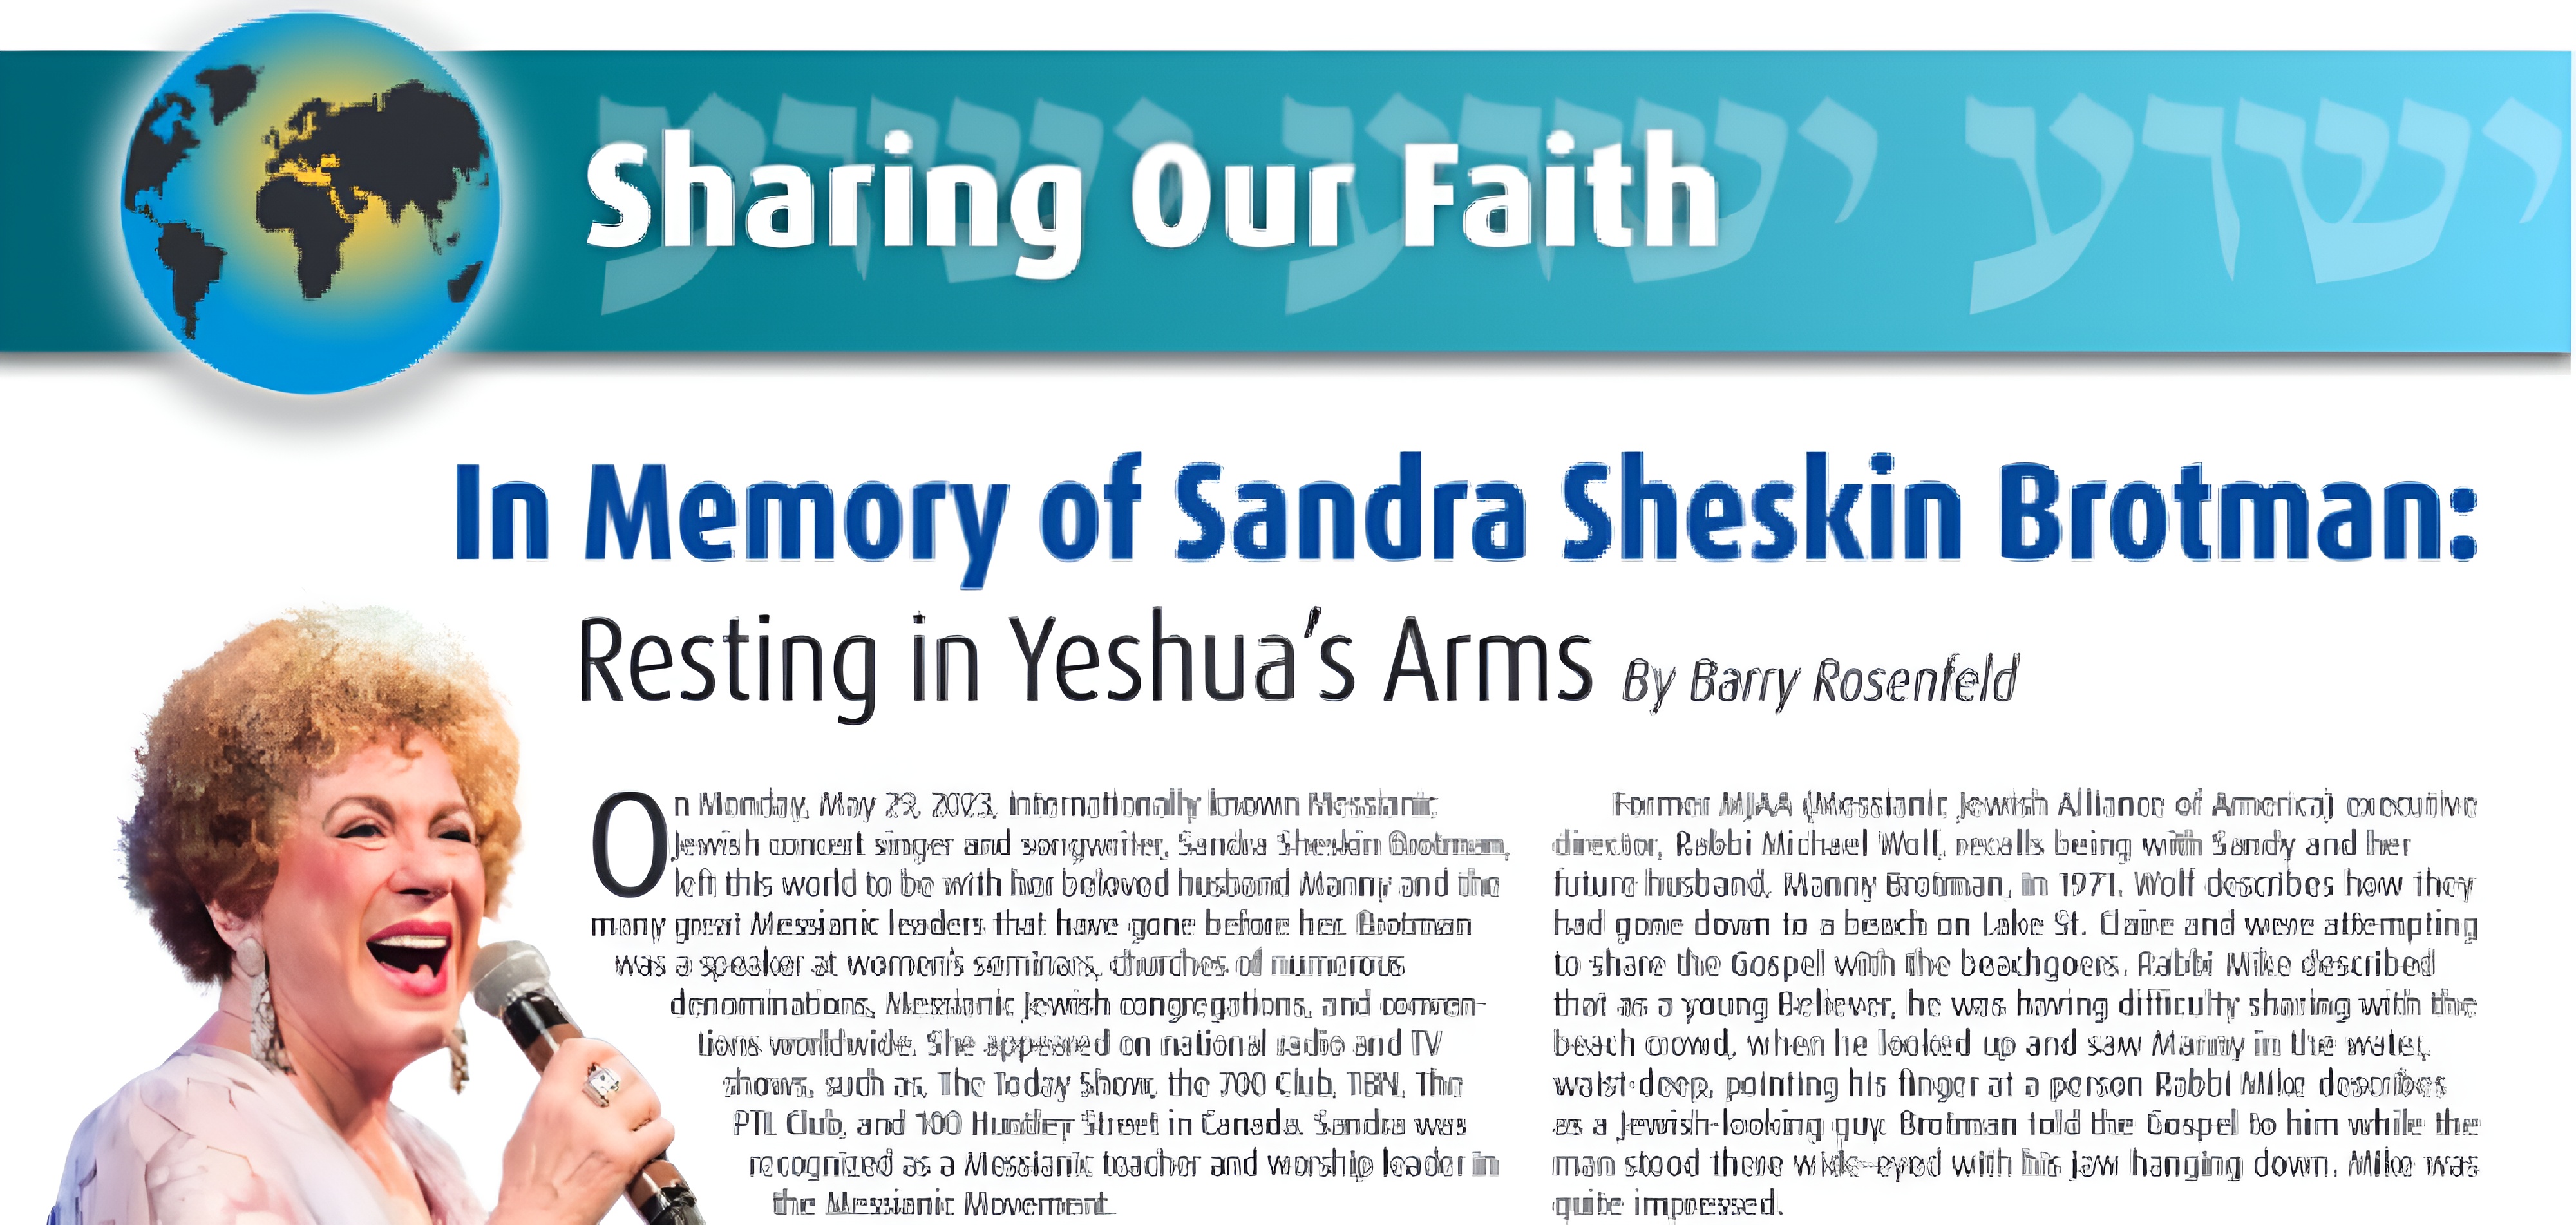 ישוע ישוע ישוע
Sharing Our Faith
In Memory of Sandra Sheskin Brotman:
Resting in Yeshua's Arms By Barry Rosenfeld
On Monday, May 29, 2023, internationally known Messianic
Jewish concert singer and songwriter, Sandra Sheskin Brotman,
left this world to be with her beloved husband Manny and the
many great Messianic leaders that have gone before her. Brotman
was a speaker at women's seminars, churches of numerous
denominations, Messianic Jewish congregations, and conven-
tions worldwide. She appeared on national radio and TV
shows, such as, The Today Show, the 700 Club, TBN, The
PTL Club, and 100 Huntley Street in Canada. Sandra was
recognized as a Messianic teacher and worship leader in
the Messianic Movement.
Former MJAA (Messianic Jewish Alliance of America) executive
director, Rabbi Michael Wolf, recalls being with Sandy and her
future husband, Manny Brotman, in 1971. Wolf describes how they
had gone down to a beach on Lake St. Claire and were attempting
to share the Gospel with the beachgoers. Rabbi Mike described
that as a young Believer, he was having difficulty sharing with the
beach crowd, when he looked up and saw Manny in the water,
waist-deep, pointing his finger at a person Rabbi Mike describes
as a Jewish-looking guy. Brotman told the Gospel to him while the
man stood there wide-eyed with his jaw hanging down. Mike was
quite impressed.